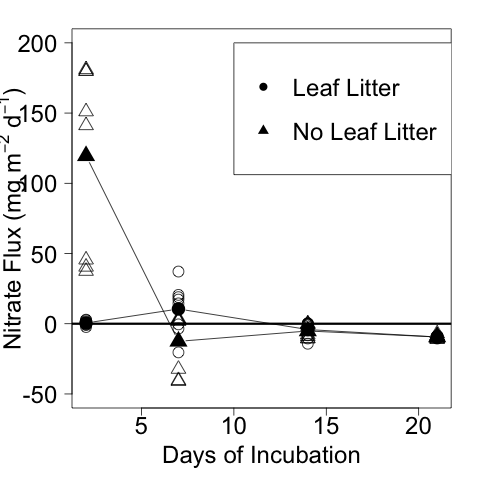 200
150
100
50
0
-50
5 10 15 20
Days of Incubation
Nitrate Flux (mg m⁻² d⁻¹)
Leaf Litter
No Leaf Litter